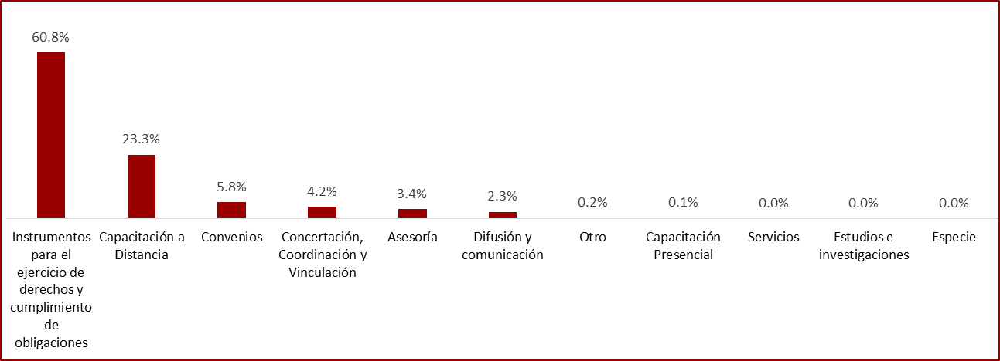 60.8%
23.3%
5.8%
4.2%
3.4%
2.3%
0.2%
0.1%
0.0%
0.0%
0.0%
Instrumentos
para el
ejercicio de
derechos y
cumplimiento
de
obligaciones
Capacitación a
Distancia
Convenios
Concertación,
Coordinación y
Vinculación
Asesoría
Difusión y
comunicación
Otro
Capacitación
Presencial
Servicios
Estudios e
investigaciones
Especie